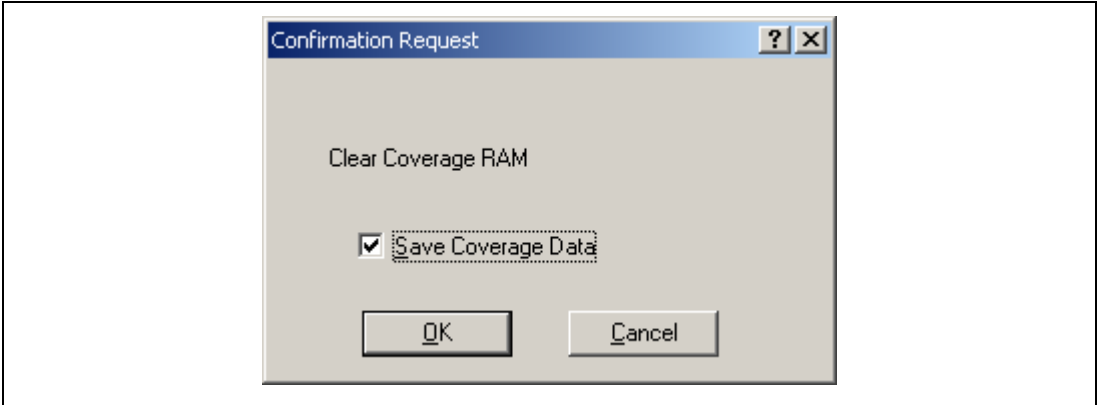 Confirmation Request
Clear Coverage RAM
Save Coverage Data
OK
Cancel